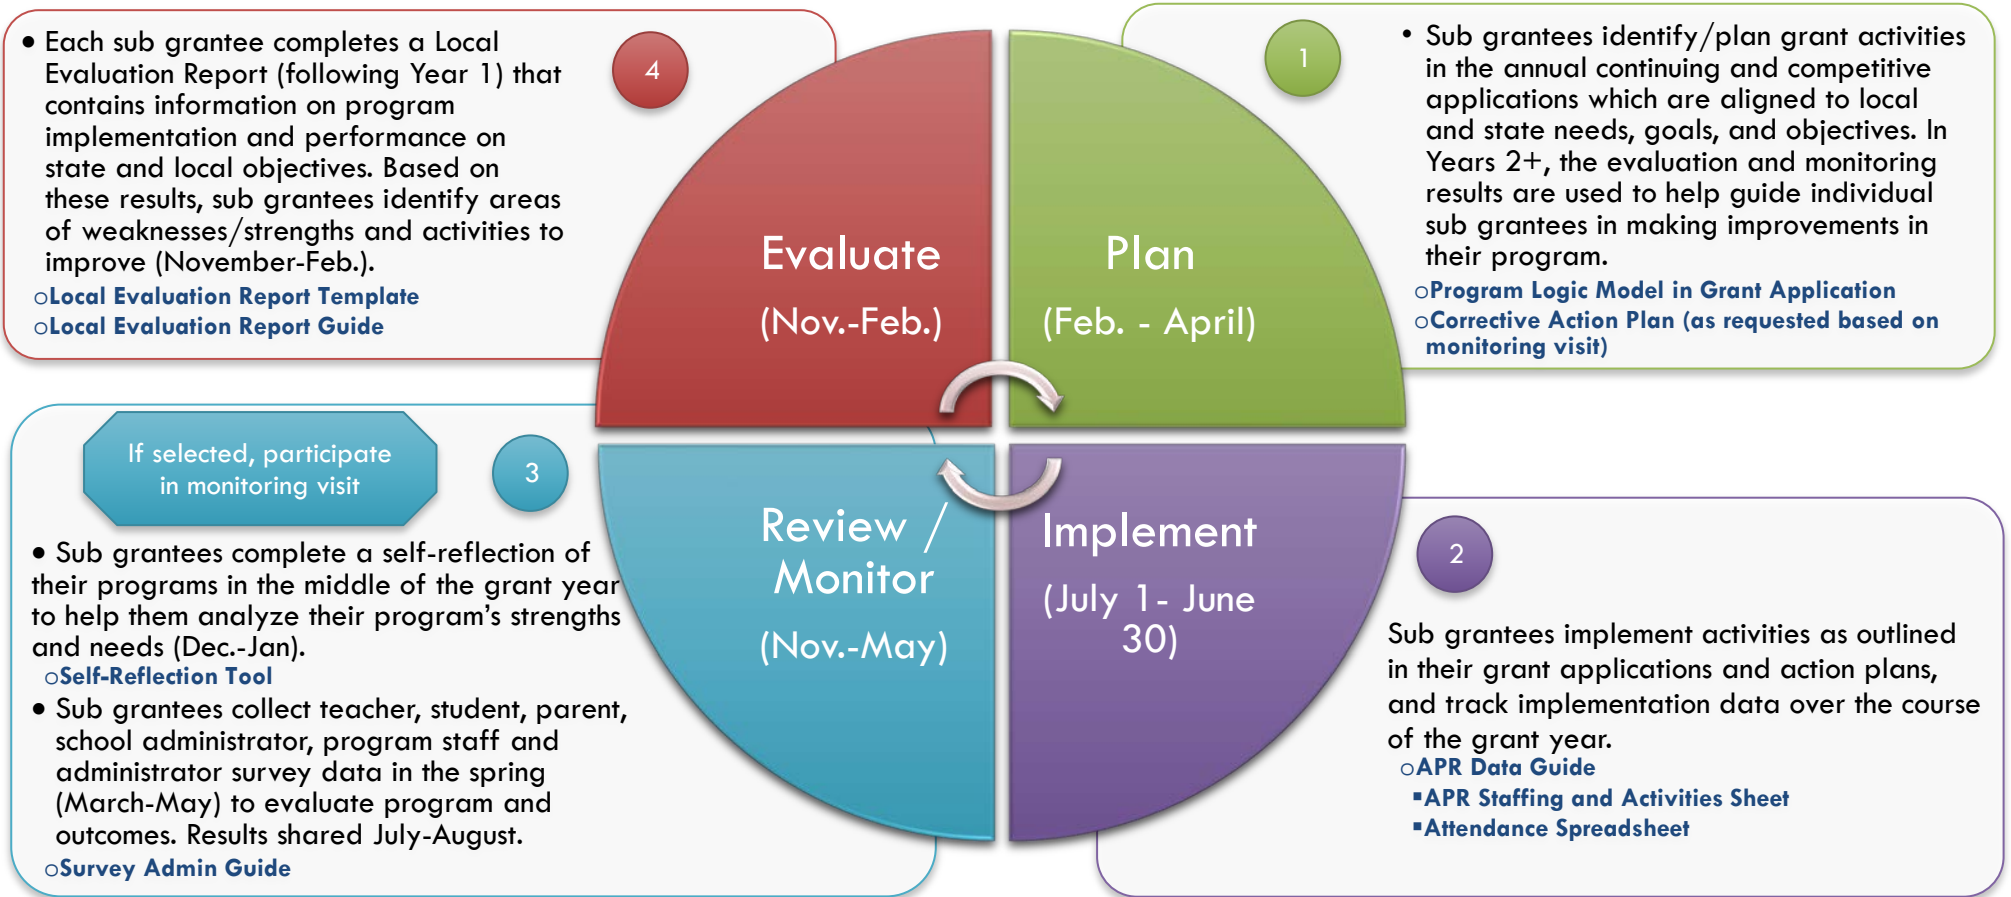 • Each sub grantee completes a Local
Evaluation Report (following Year 1) that
contains information on program
implementation and performance on
state and local objectives. Based on
these results, sub grantees identify areas
of weaknesses/strengths and activities to
improve (November-Feb.).
oLocal Evaluation Report Template
oLocal Evaluation Report Guide
4
Evaluate
(Nov.-Feb.)
Plan
(Feb. - April)
1
• Sub grantees identify/plan grant activities
in the annual continuing and competitive
applications which are aligned to local
and state needs, goals, and objectives. In
Years 2+, the evaluation and monitoring
results are used to help guide individual
sub grantees in making improvements in
their program.
oProgram Logic Model in Grant Application
oCorrective Action Plan (as requested based on
monitoring visit)
If selected, participate
in monitoring visit
3
• Sub grantees complete a self-reflection of
their programs in the middle of the grant year
to help them analyze their program’s strengths
and needs (Dec.-Jan).
oSelf-Reflection Tool
• Sub grantees collect teacher, student, parent,
school administrator, program staff and
administrator survey data in the spring
(March-May) to evaluate program and
outcomes. Results shared July-August.
oSurvey Admin Guide
Review /
Monitor
(Nov.-May)
Implement
(July 1- June
30)
2
Sub grantees implement activities as outlined
in their grant applications and action plans,
and track implementation data over the course
of the grant year.
oAPR Data Guide
▪APR Staffing and Activities Sheet
▪Attendance Spreadsheet